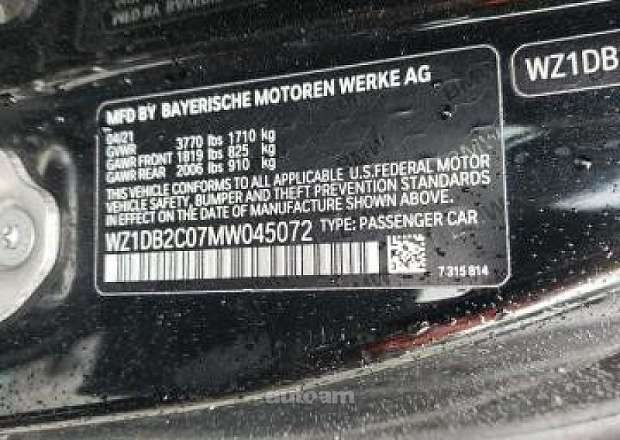 MFD BY BAYERISCHE MOTOREN WERKE AG
04/21
GVWR 3770 lbs 1710 kg
GAWR FRONT 1819 lbs 825 kg
GAWR REAR 2006 lbs 910 kg
THIS VEHICLE CONFORMS TO ALL APPLICABLE U.S.FEDERAL MOTOR
VEHICLE SAFETY, BUMPER AND THEFT PREVENTION STANDARDS
IN EFFECT ON THE DATE OF MANUFACTURE SHOWN ABOVE.
WZ1DB2C07MW045072 TYPE: PASSENGER CAR
7 315 814
WZ1DB
autoam